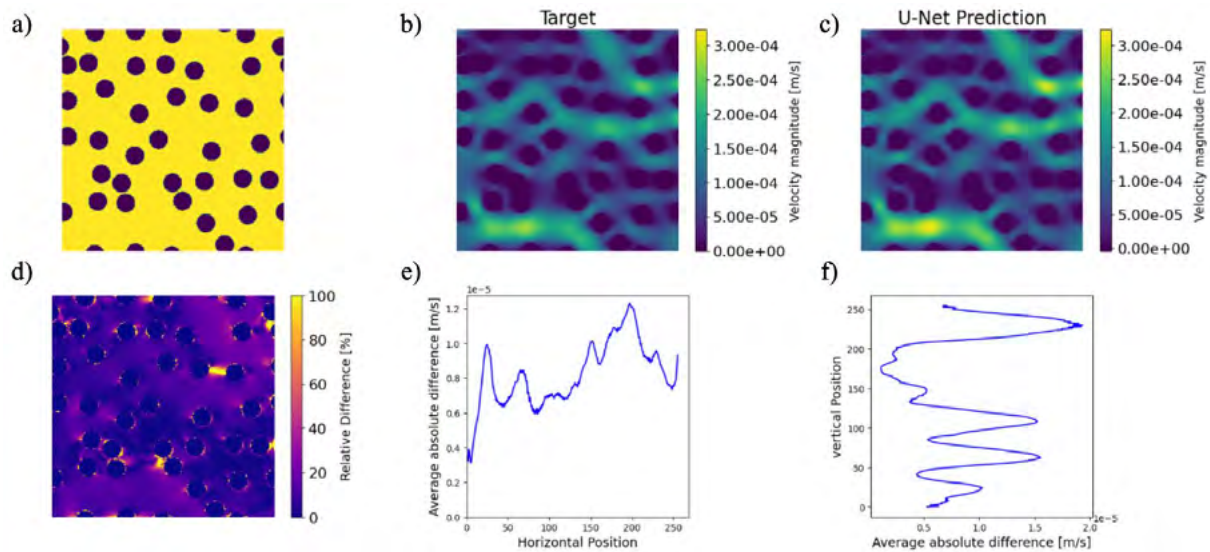 a)
b)
Target
3.00e-04
2.50e-04
2.00e-04
1.50e-04
1.00e-04
5.00e-05
0.00e+00
Velocity magnitude [m/s]
c)
U-Net Prediction
3.00e-04
2.50e-04
2.00e-04
1.50e-04
1.00e-04
5.00e-05
0.00e+00
Velocity magnitude [m/s]
d)
100
80
60
40
20
0
Relative Difference [%]
e)
1e-5
1.2
1.0
0.8
0.6
0.4
0.2
0.0
Average absolute difference [m/s]
0 50 100 150 200 250
Horizontal Position
f)
250
200
150
100
50
0
vertical Position
0.5 1.0 1.5 2.0
1e-5
Average absolute difference [m/s]